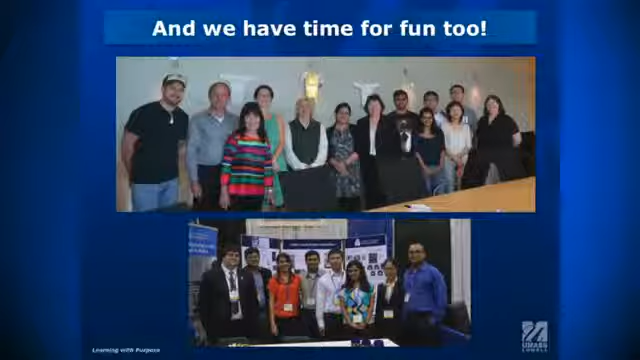 And we have time for fun too!
Learning with Purpose
UMASS
LOWELL